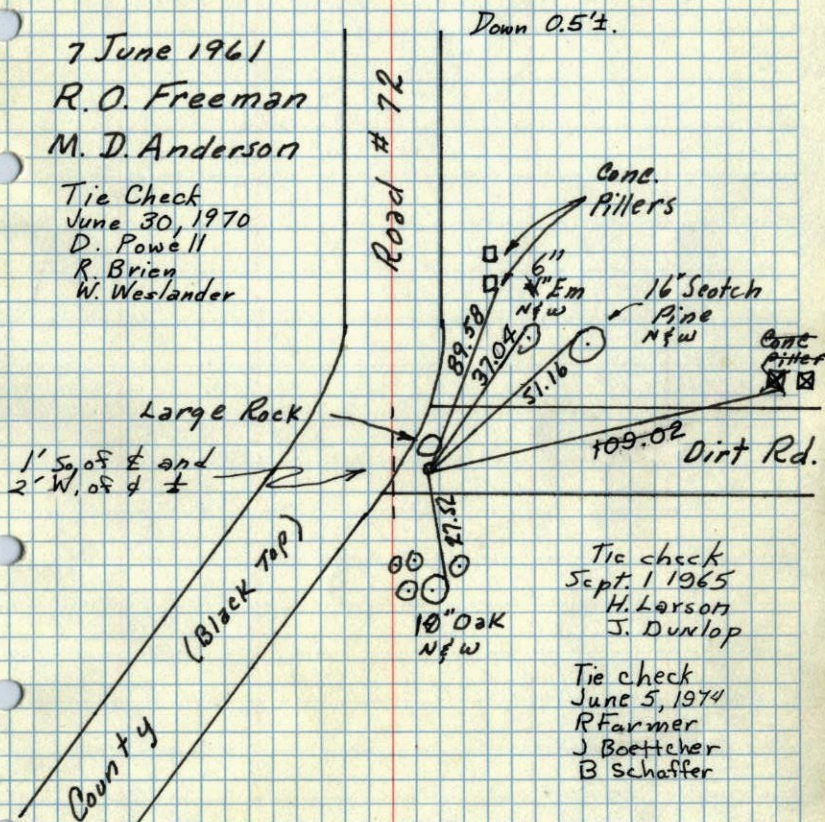 Down 0.5'±.
7 June 1961
R.O. Freeman
M. D. Anderson
Tie Check
June 30, 1970
D. Powell
R. Brien
W. Weslander
Road # 72
Conc.
Pillers
6"
Em
N & W
16" Scotch
Pine
N & W
Conc
Piller
89.58
37.04
51.16
109.02
Dirt Rd.
Large Rock
1' So. of ℄ and
2' W. of ℄ ±
27.52
(Black Top)
County
10" Oak
N & W
Tie check
Sept. 1 1965
H. Larson
J. Dunlop
Tie check
June 5, 1974
R Farmer
J Boettcher
B Schaffer